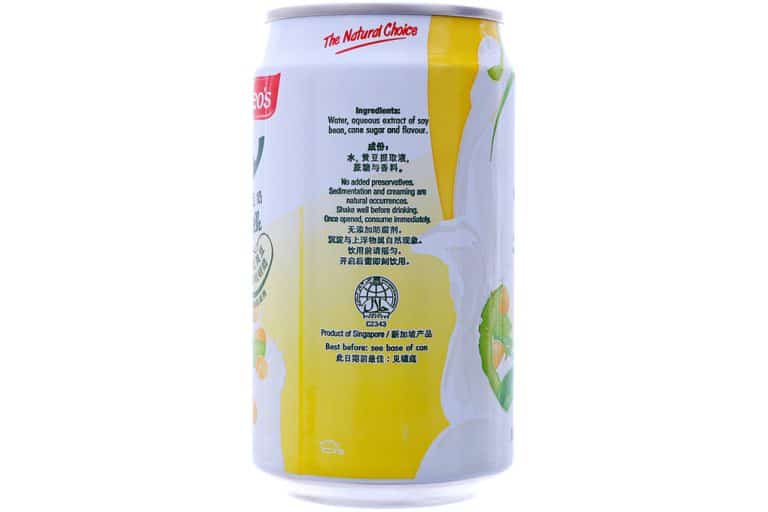 The Natural Choice
eo's
Ingredients:
Water, aqueous extract of soy
bean, cane sugar and flavour.
成份：
水, 黄豆提取液,
蔗糖与香料。
No added preservatives.
Sedimentation and creaming are
natural occurrences.
Shake well before drinking.
Once opened, consume immediately.
无添加防腐剂。
沉淀与上浮物属自然现象。
饮用前请摇匀。
开启后需即刻饮用。
Product of Singapore / 新加坡产品
Best before: see base of can
此日期前最佳：见罐底